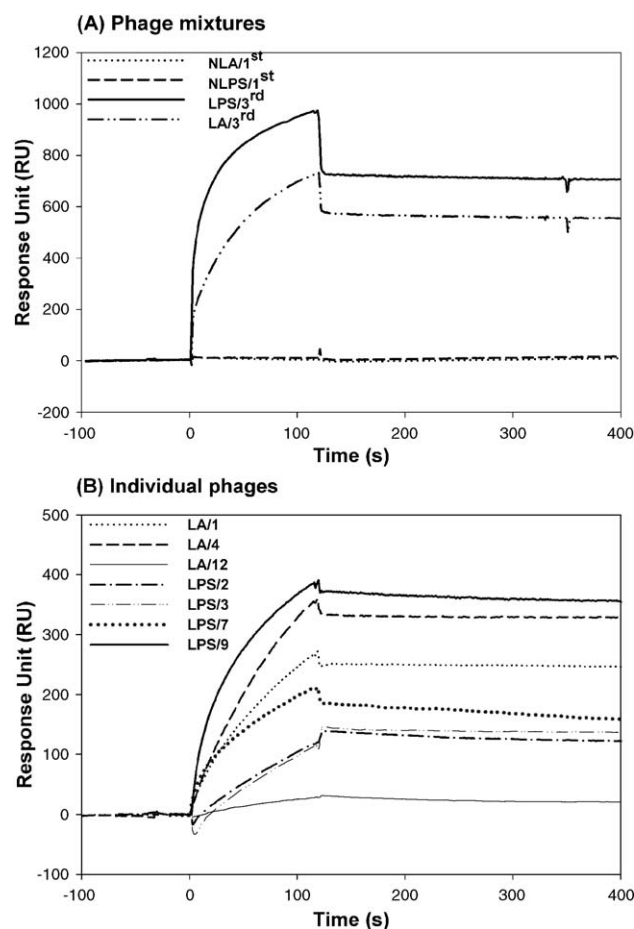 (A) Phage mixtures
1200
1000
800
600
400
200
0
-200
Response Unit (RU)
NLA/1st
NLPS/1st
LPS/3rd
LA/3rd
-100
0
100
200
300
400
Time (s)
(B) Individual phages
500
400
300
200
100
0
-100
Response Unit (RU)
LA/1
LA/4
LA/12
LPS/2
LPS/3
LPS/7
LPS/9
-100
0
100
200
300
400
Time (s)